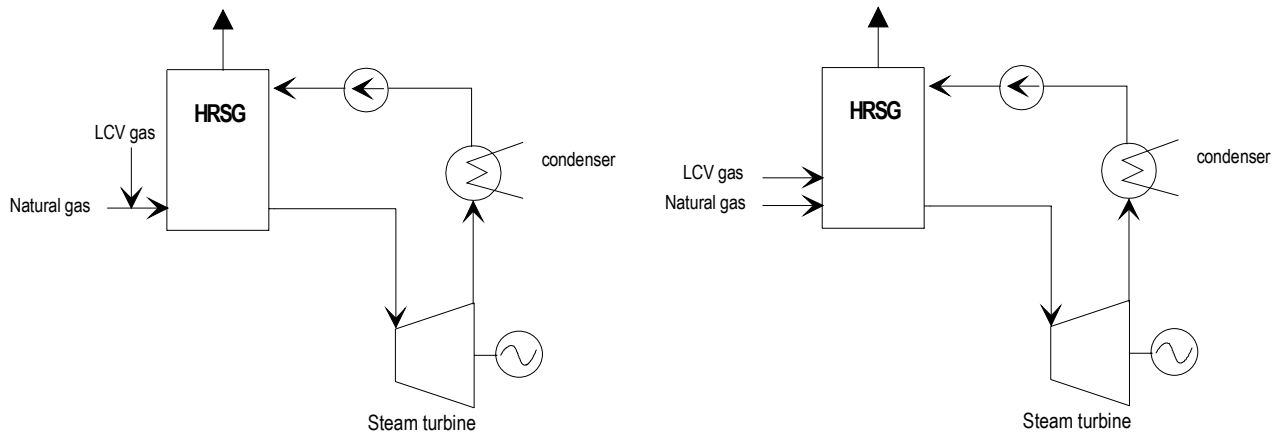 HRSG
LCV gas
condenser
Natural gas
Steam turbine
HRSG
LCV gas
condenser
Natural gas
Steam turbine